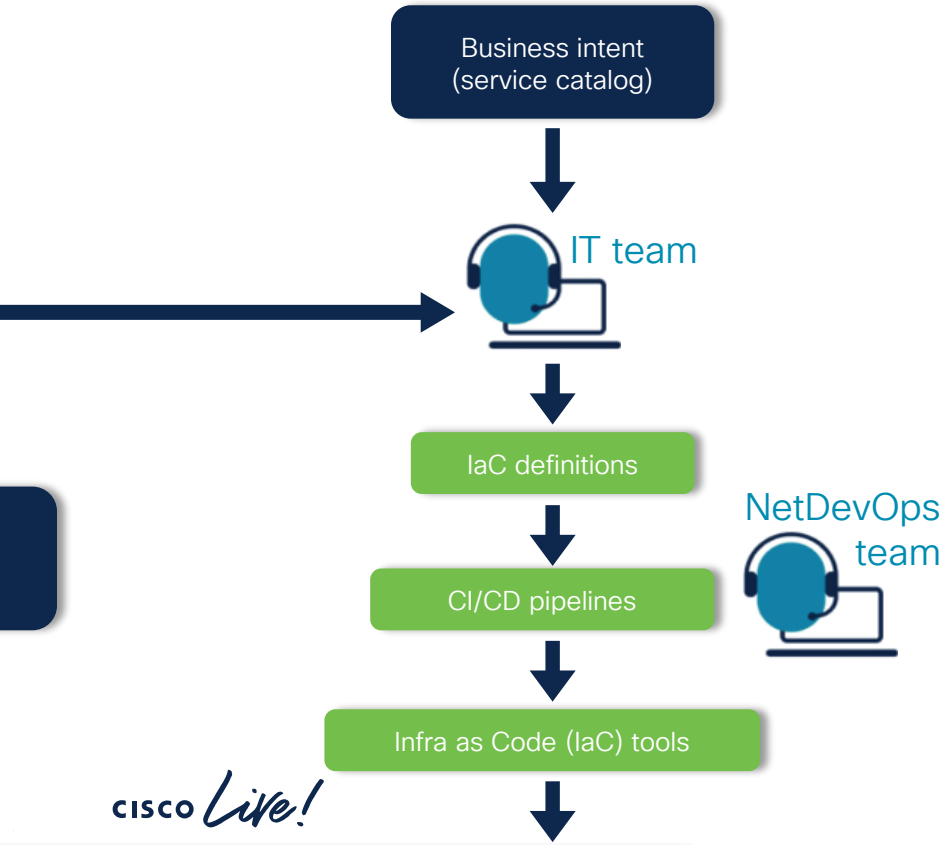 Business intent
(service catalog)
IT team
IaC definitions
NetDevOps
team
CI/CD pipelines
Infra as Code (IaC) tools
cisco Live!